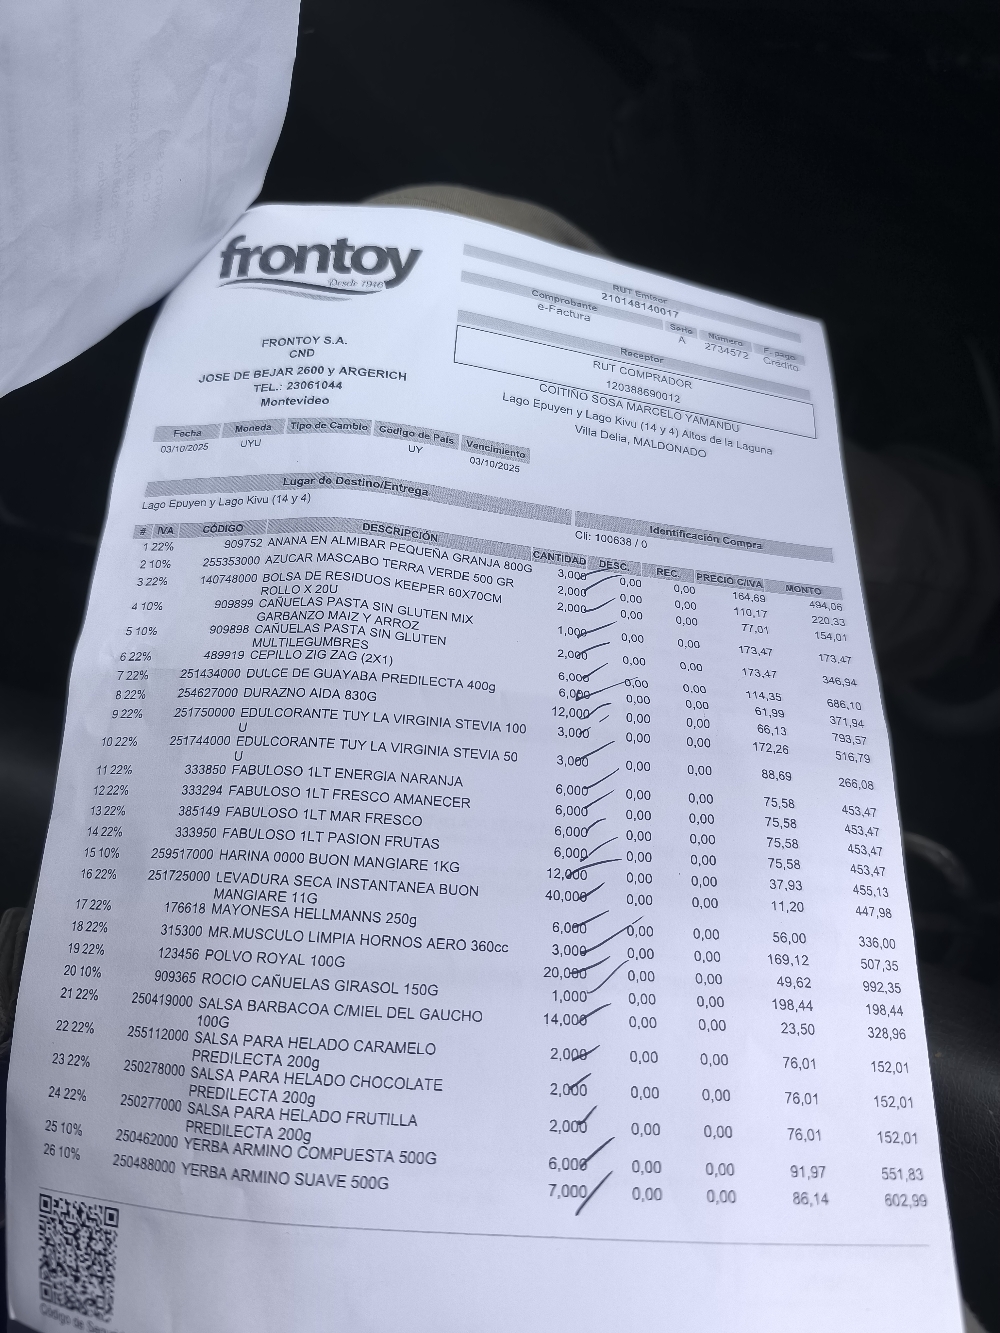 frontoy
Desde 1946
FRONTOY S.A.
CND
JOSE DE BEJAR 2600 y ARGERICH
TEL.: 23061044
Montevideo
RUT Emisor
210148140017
Comprobante Serie Número F. pago
e-Factura A 2734572 Crédito
Receptor
RUT COMPRADOR
120388690012
COITIÑO SOSA MARCELO YAMANDU
Lago Epuyen y Lago Kivu (14 y 4) Altos de la Laguna
Villa Delia, MALDONADO
Fecha Moneda Tipo de Cambio Codigo de País Vencimiento
03/10/2025 UYU UY 03/10/2025
Lugar de Destino/Entrega Identificación Compra
Lago Epuyen y Lago Kivu (14 y 4) Cli: 100638 / 0
# IVA CÓDIGO DESCRIPCIÓN CANTIDAD DESC. REC. PRECIO C/IVA MONTO
1 22% 909752 ANANA EN ALMIBAR PEQUEÑA GRANJA 800G 3,000 0,00 0,00 164,69 494,06
2 10% 255353000 AZUCAR MASCABO TERRA VERDE 500 GR 2,000 0,00 0,00 110,17 220,33
3 22% 140748000 BOLSA DE RESIDUOS KEEPER 60X70CM 2,000 0,00 0,00 77,01 154,01
ROLLO X 20U
4 10% 909899 CAÑUELAS PASTA SIN GLUTEN MIX 1,000 0,00 0,00 173,47 173,47
GARBANZO MAIZ Y ARROZ
5 10% 909898 CAÑUELAS PASTA SIN GLUTEN 2,000 0,00 0,00 173,47 346,94
MULTILEGUMBRES
6 22% 489919 CEPILLO ZIG ZAG (2X1) 6,000 0,00 0,00 114,35 686,10
7 22% 251434000 DULCE DE GUAYABA PREDILECTA 400g 6,000 0,00 0,00 61,99 371,94
8 22% 254627000 DURAZNO AIDA 830G 12,000 0,00 0,00 66,13 793,57
9 22% 251750000 EDULCORANTE TUY LA VIRGINIA STEVIA 100 3,000 0,00 0,00 172,26 516,79
U
10 22% 251744000 EDULCORANTE TUY LA VIRGINIA STEVIA 50 3,000 0,00 0,00 88,69 266,08
U
11 22% 333850 FABULOSO 1LT ENERGIA NARANJA 6,000 0,00 0,00 75,58 453,47
12 22% 333294 FABULOSO 1LT FRESCO AMANECER 6,000 0,00 0,00 75,58 453,47
13 22% 385149 FABULOSO 1LT MAR FRESCO 6,000 0,00 0,00 75,58 453,47
14 22% 333950 FABULOSO 1LT PASION FRUTAS 6,000 0,00 0,00 75,58 453,47
15 10% 259517000 HARINA 0000 BUON MANGIARE 1KG 12,000 0,00 0,00 37,93 455,13
16 22% 251725000 LEVADURA SECA INSTANTANEA BUON 40,000 0,00 0,00 11,20 447,98
MANGIARE 11G
17 22% 176618 MAYONESA HELLMANNS 250g 6,000 0,00 0,00 56,00 336,00
18 22% 315300 MR.MUSCULO LIMPIA HORNOS AERO 360cc 3,000 0,00 0,00 169,12 507,35
19 22% 123456 POLVO ROYAL 100G 20,000 0,00 0,00 49,62 992,35
20 10% 909365 ROCIO CAÑUELAS GIRASOL 150G 1,000 0,00 0,00 198,44 198,44
21 22% 250419000 SALSA BARBACOA C/MIEL DEL GAUCHO 14,000 0,00 0,00 23,50 328,96
100G
22 22% 255112000 SALSA PARA HELADO CARAMELO 2,000 0,00 0,00 76,01 152,01
PREDILECTA 200g
23 22% 250278000 SALSA PARA HELADO CHOCOLATE 2,000 0,00 0,00 76,01 152,01
PREDILECTA 200g
24 22% 250277000 SALSA PARA HELADO FRUTILLA 2,000 0,00 0,00 76,01 152,01
PREDILECTA 200g
25 10% 250462000 YERBA ARMINO COMPUESTA 500G 6,000 0,00 0,00 91,97 551,83
26 10% 250488000 YERBA ARMINO SUAVE 500G 7,000 0,00 0,00 86,14 602,99
Código de